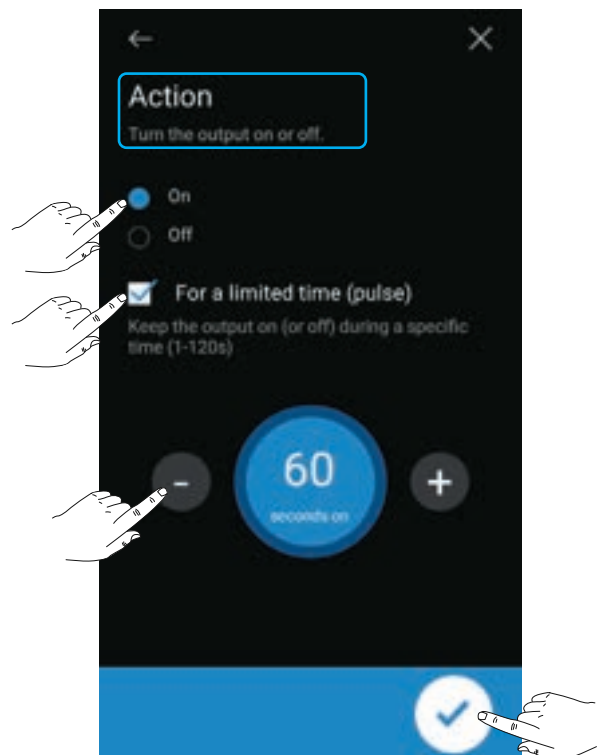 Action
Turn the output on or off.
On
Off
For a limited time (pulse)
Keep the output on (or off) during a specific
time (1-120s)
- 60 +
seconds on